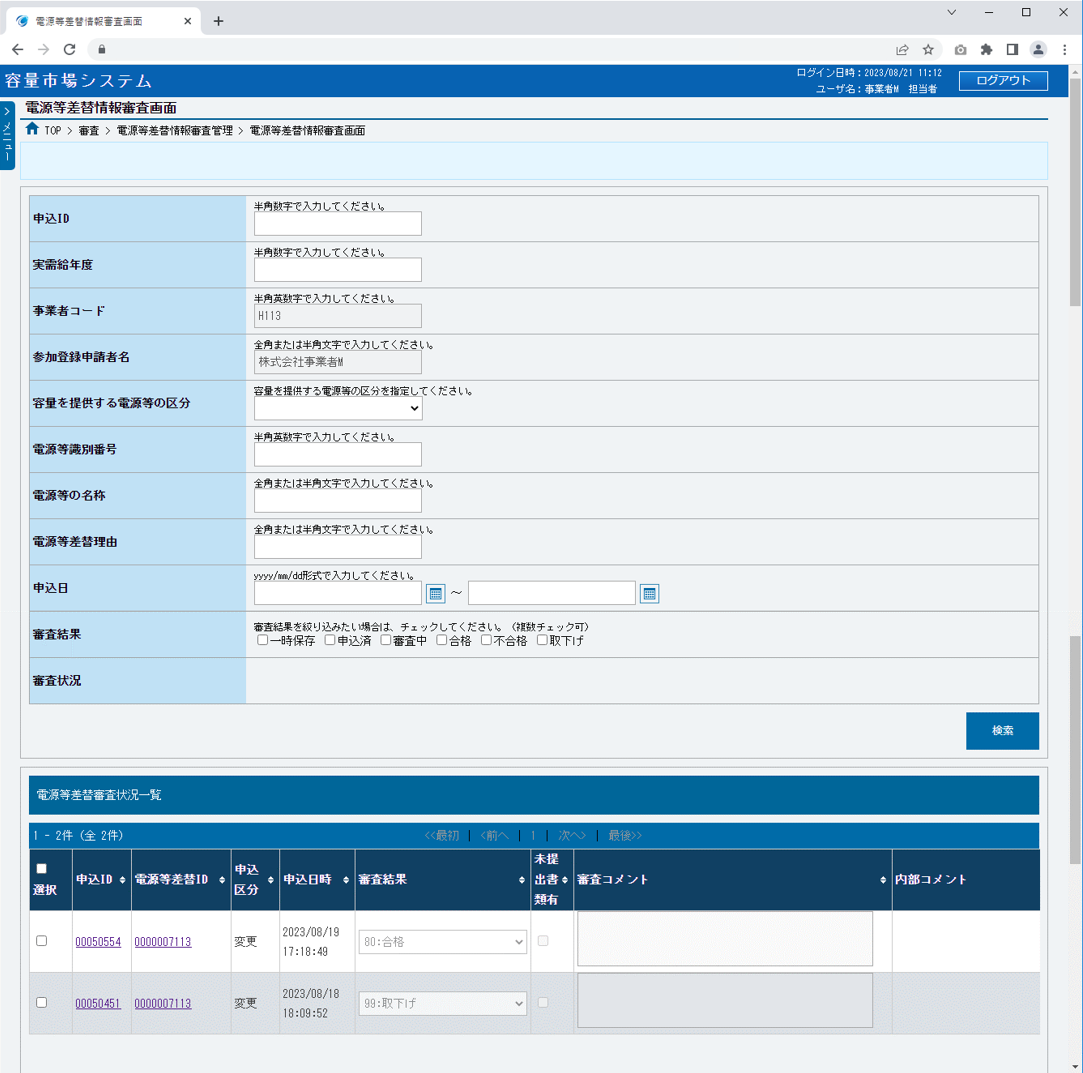 電源等差替情報審査画面
容量市場システム
ログイン日時：2023/08/21 11:12
ユーザ名：事業者M　担当者
ログアウト
メニュー
電源等差替情報審査画面
TOP > 審査 > 電源等差替情報審査管理 > 電源等差替情報審査画面
申込ID
半角数字で入力してください。
実需給年度
半角数字で入力してください。
事業者コード
半角英数字で入力してください。
H113
参加登録申請者名
全角または半角文字で入力してください。
株式会社事業者M
容量を提供する電源等の区分
容量を提供する電源等の区分を指定してください。
電源等識別番号
半角英数字で入力してください。
電源等の名称
全角または半角文字で入力してください。
電源等差替理由
全角または半角文字で入力してください。
申込日
yyyy/mm/dd形式で入力してください。
～
審査結果
審査結果を絞り込みたい場合は、チェックしてください。（複数チェック可）
一時保存 申込済 審査中 合格 不合格 取下げ
審査状況
検索
電源等差替審査状況一覧
1 - 2件 (全 2件)
<<最初 | <前へ | 1 | 次へ> | 最後>>
選択 申込ID 電源等差替ID 申込区分 申込日時 審査結果 未提出書類有 審査コメント 内部コメント
00050554 0000007113 変更 2023/08/19 17:18:49 80:合格
00050451 0000007113 変更 2023/08/18 18:09:52 99:取下げ